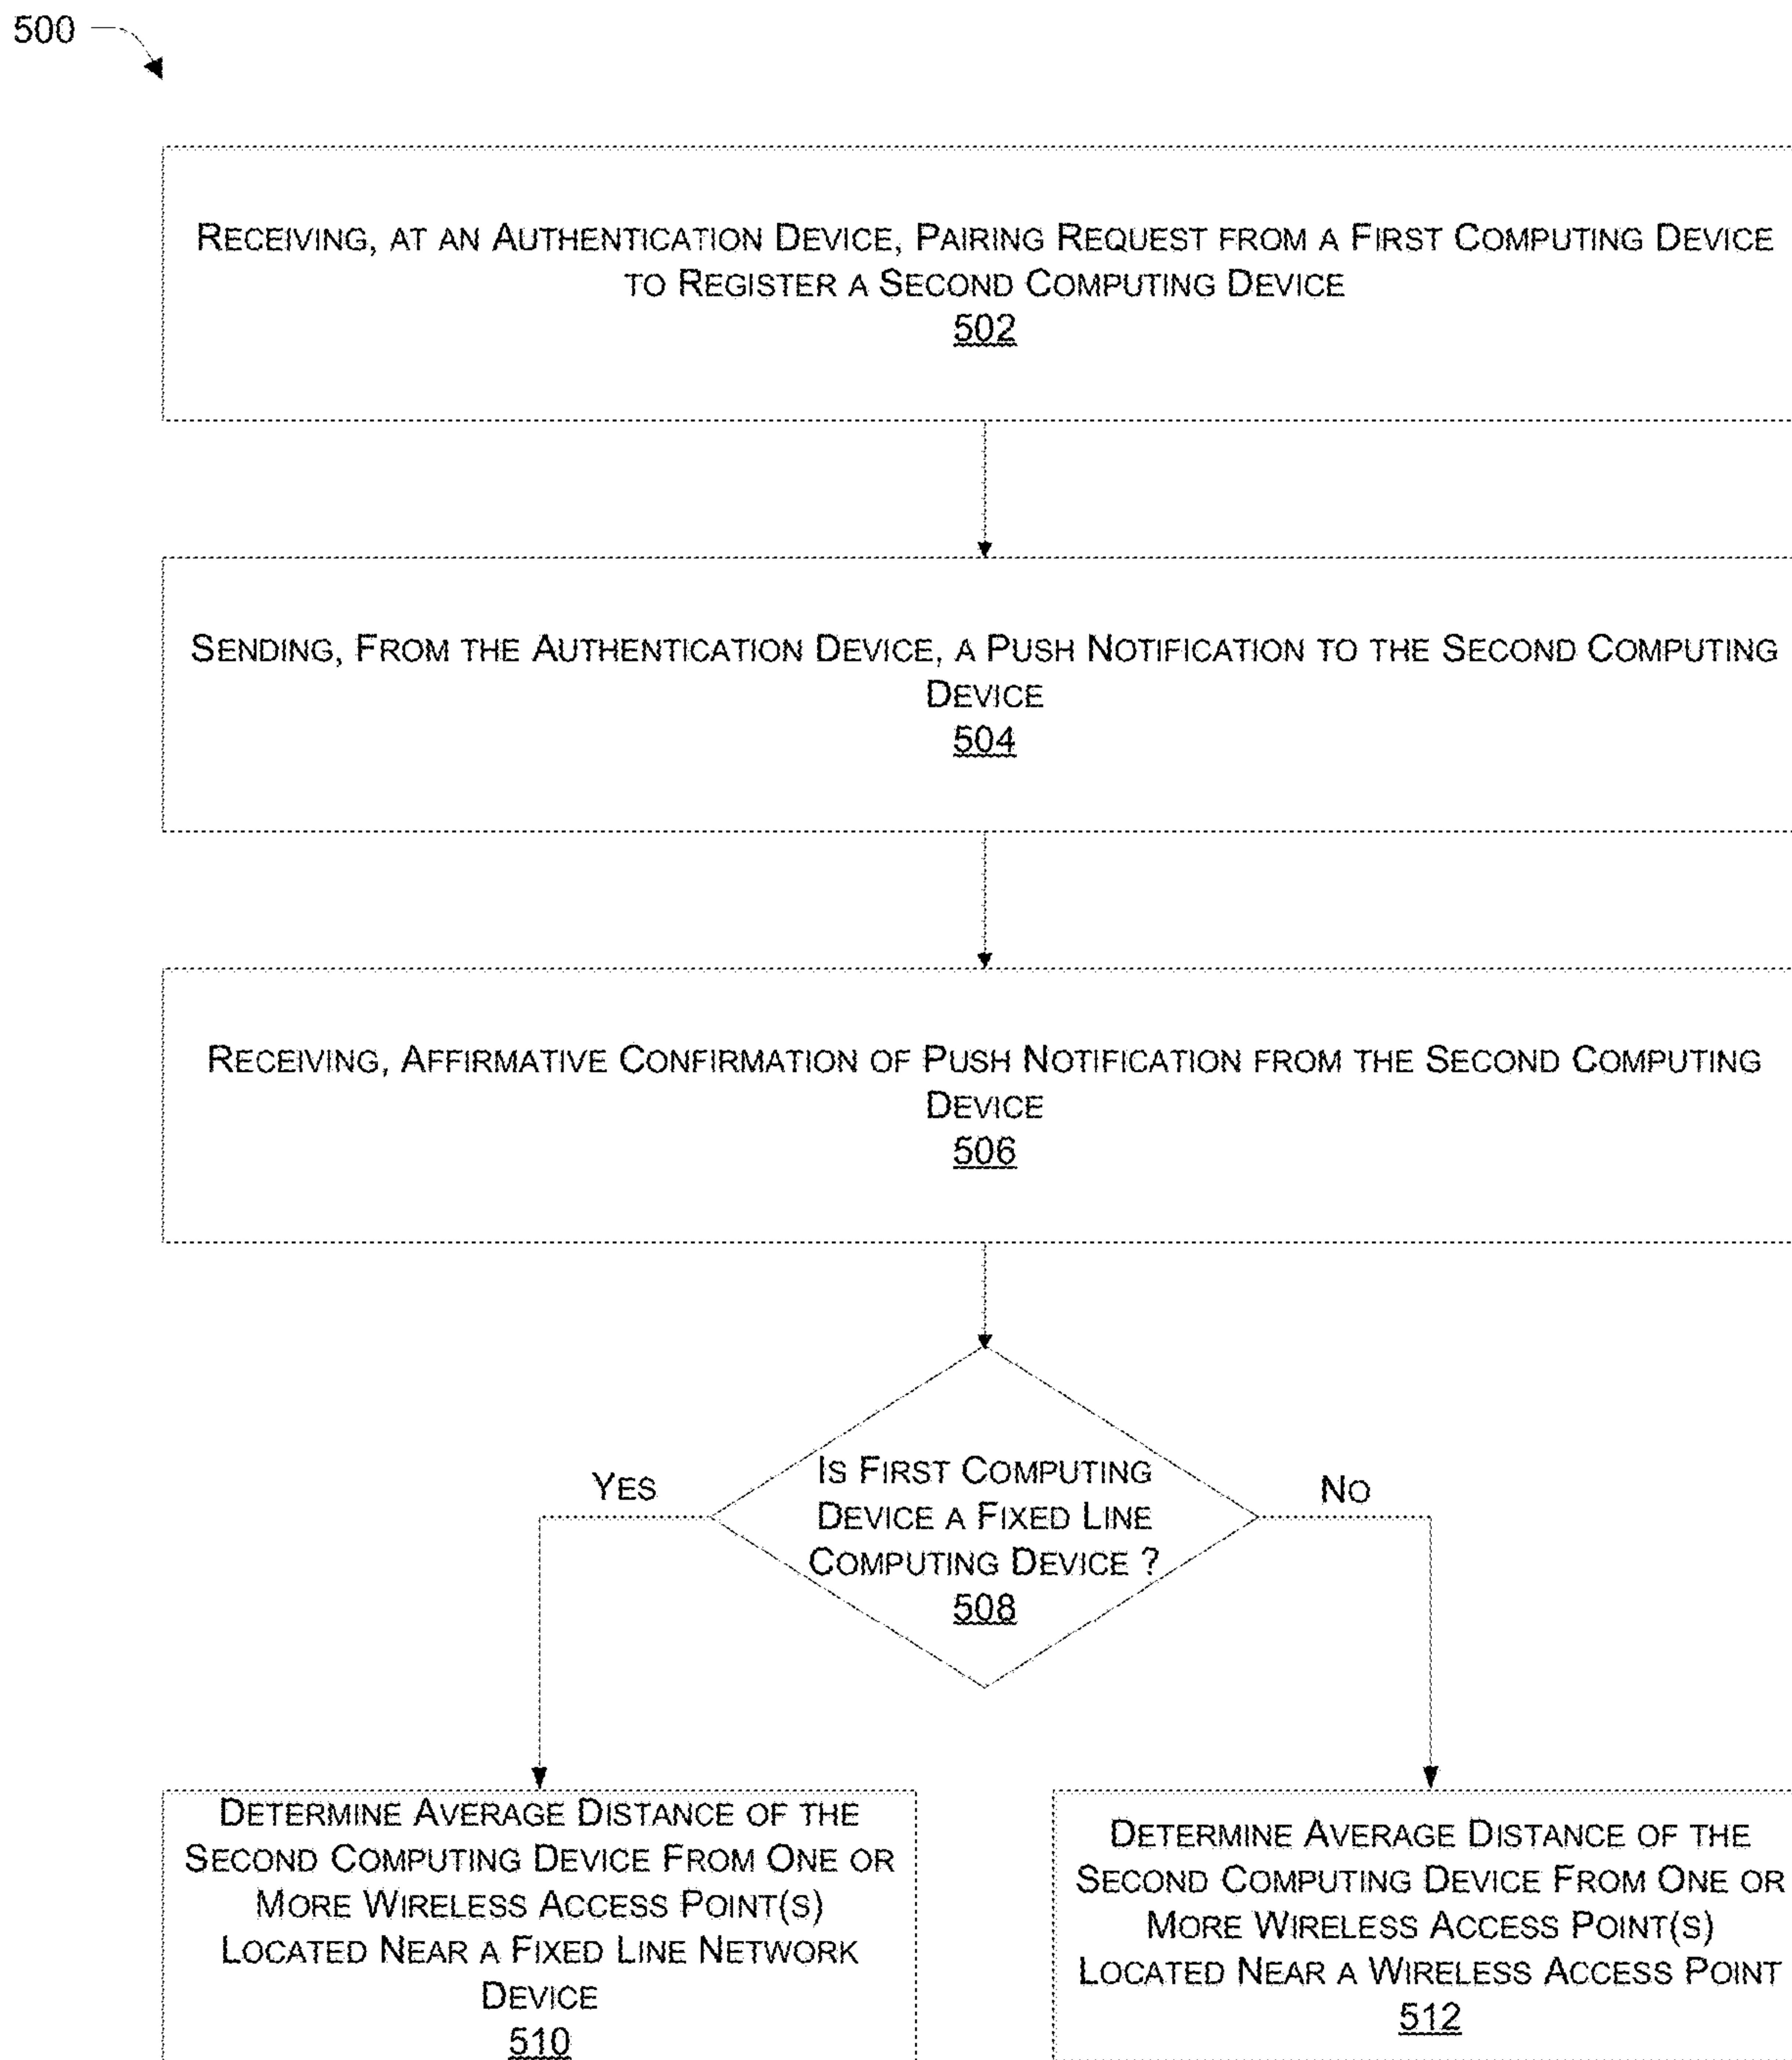 500
RECEIVING, AT AN AUTHENTICATION DEVICE, PAIRING REQUEST FROM A FIRST COMPUTING DEVICE
TO REGISTER A SECOND COMPUTING DEVICE
502
SENDING, FROM THE AUTHENTICATION DEVICE, A PUSH NOTIFICATION TO THE SECOND COMPUTING
DEVICE
504
RECEIVING, AFFIRMATIVE CONFIRMATION OF PUSH NOTIFICATION FROM THE SECOND COMPUTING
DEVICE
506
IS FIRST COMPUTING
DEVICE A FIXED LINE
COMPUTING DEVICE ?
508
YES
NO
DETERMINE AVERAGE DISTANCE OF THE
SECOND COMPUTING DEVICE FROM ONE OR
MORE WIRELESS ACCESS POINT(S)
LOCATED NEAR A FIXED LINE NETWORK
DEVICE
510
DETERMINE AVERAGE DISTANCE OF THE
SECOND COMPUTING DEVICE FROM ONE OR
MORE WIRELESS ACCESS POINT(S)
LOCATED NEAR A WIRELESS ACCESS POINT
512